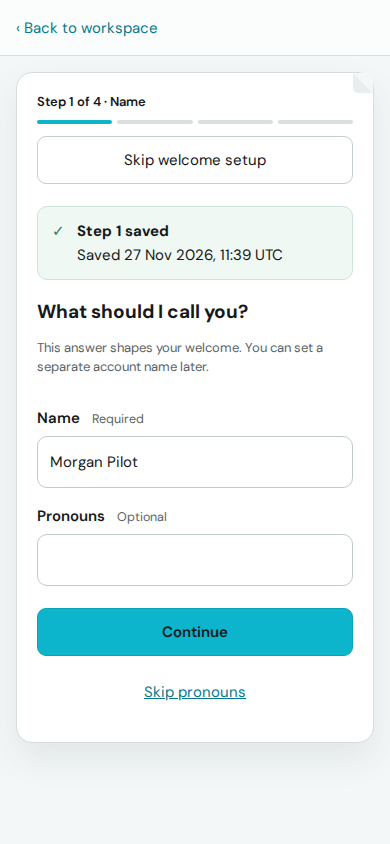 ‹ Back to workspace
Step 1 of 4 · Name
Skip welcome setup
✓ Step 1 saved
Saved 27 Nov 2026, 11:39 UTC
What should I call you?
This answer shapes your welcome. You can set a
separate account name later.
Name Required
Morgan Pilot
Pronouns Optional
Continue
Skip pronouns